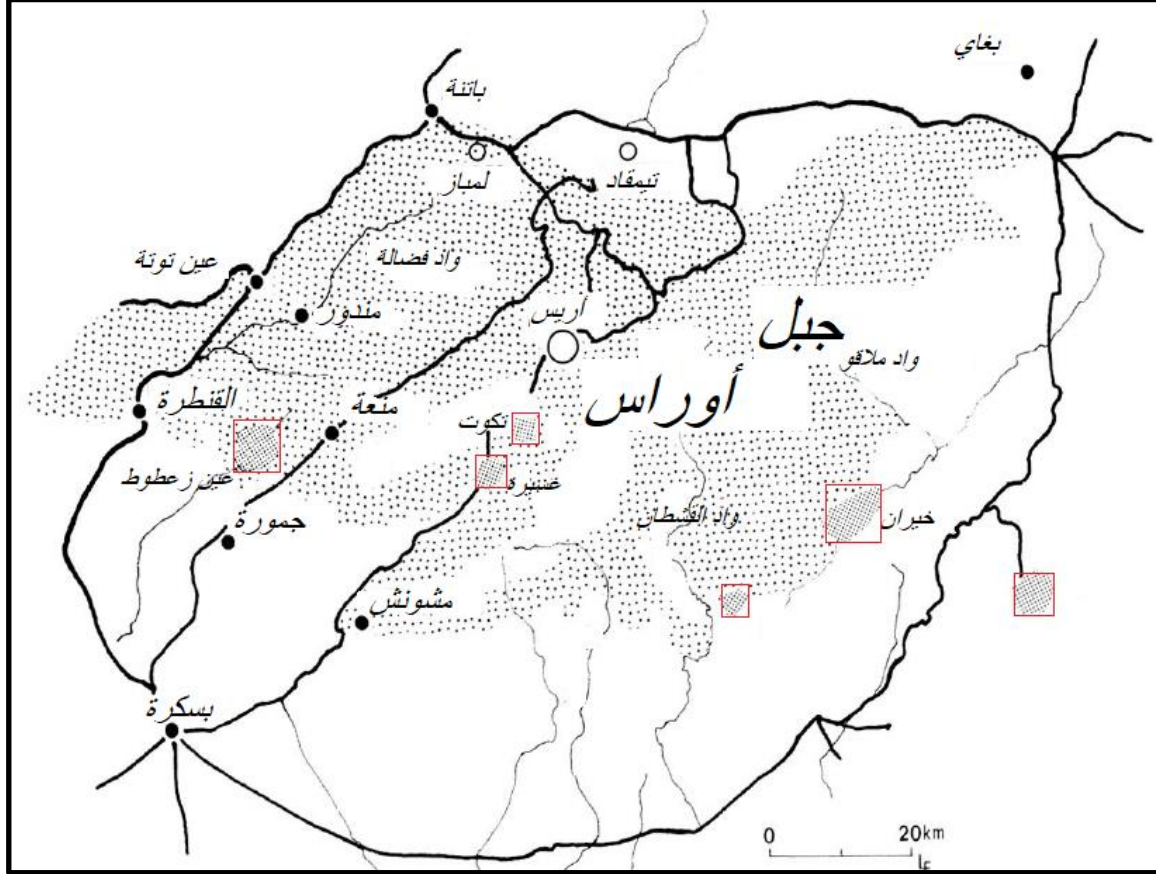 بغاي
باتنة
لمباز
تيمقاد
واد فضالة
عين توتة
مندور
أريس
جبل
واد ملاقو
أوراس
القنطرة
منعة
تكوت
عين زعطوط
غسيرة
واد القشطان
خيران
جمورة
مشونش
بسكرة
0
20km